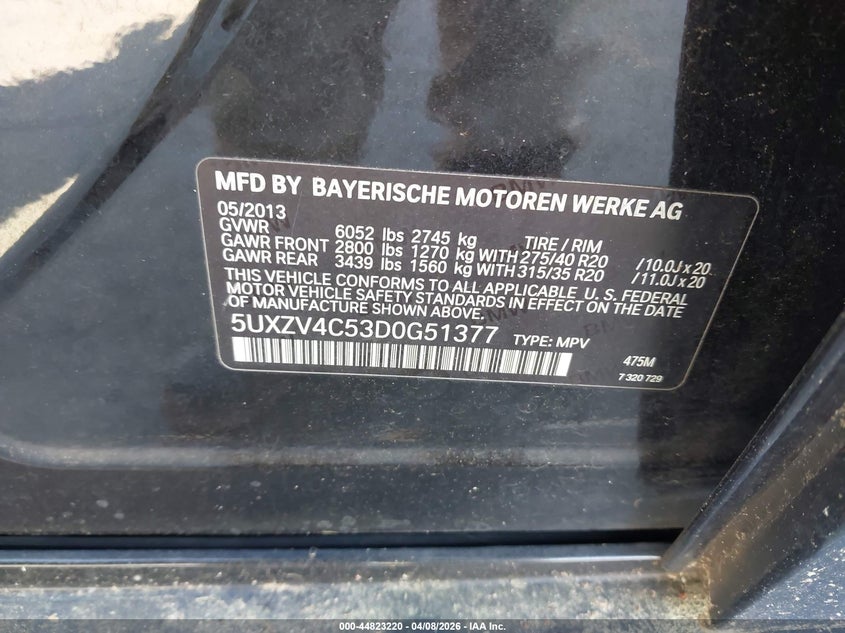 MFD BY BAYERISCHE MOTOREN WERKE AG
05/2013
GVWR 6052 lbs 2745 kg TIRE / RIM
GAWR FRONT 2800 lbs 1270 kg WITH 275/40 R20 /10.0J x 20
GAWR REAR 3439 lbs 1560 kg WITH 315/35 R20 /11.0J x 20
THIS VEHICLE CONFORMS TO ALL APPLICABLE U. S. FEDERAL
MOTOR VEHICLE SAFETY STANDARDS IN EFFECT ON THE DATE
OF MANUFACTURE SHOWN ABOVE.
5UXZV4C53D0G51377 TYPE: MPV
475M
7 320 729
000-44823220 - 04/08/2026 - IAA Inc.